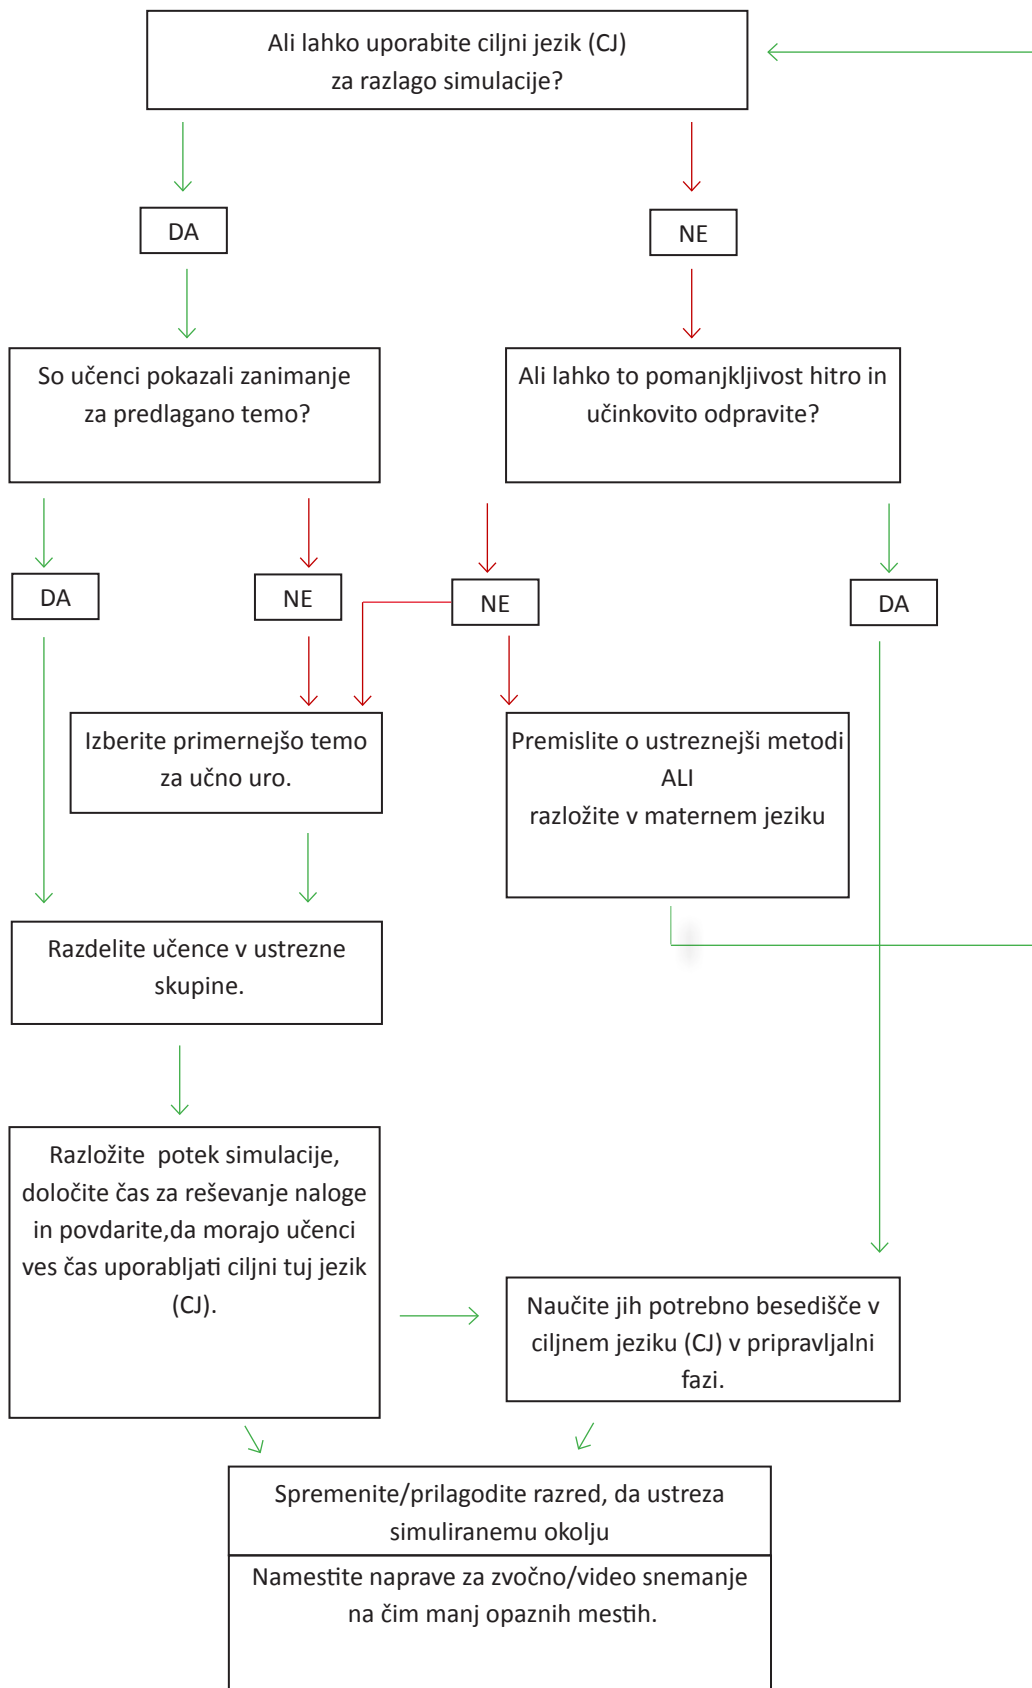 Ali lahko uporabite ciljni jezik (CJ)
za razlago simulacije?
DA
NE
So učenci pokazali zanimanje
za predlagano temo?
Ali lahko to pomanjkljivost hitro in
učinkovito odpravite?
DA
NE
NE
DA
Izberite primernejšo temo
za učno uro.
Premislite o ustreznejši metodi
ALI
razložite v maternem jeziku
Razdelite učence v ustrezne
skupine.
Razložite potek simulacije,
določite čas za reševanje naloge
in povdarite,da morajo učenci
ves čas uporabljati ciljni tuj jezik
(CJ).
Naučite jih potrebno besedišče v
ciljnem jeziku (CJ) v pripravljalni
fazi.
Spremenite/prilagodite razred, da ustreza
simuliranemu okolju
Namestite naprave za zvočno/video snemanje
na čim manj opaznih mestih.